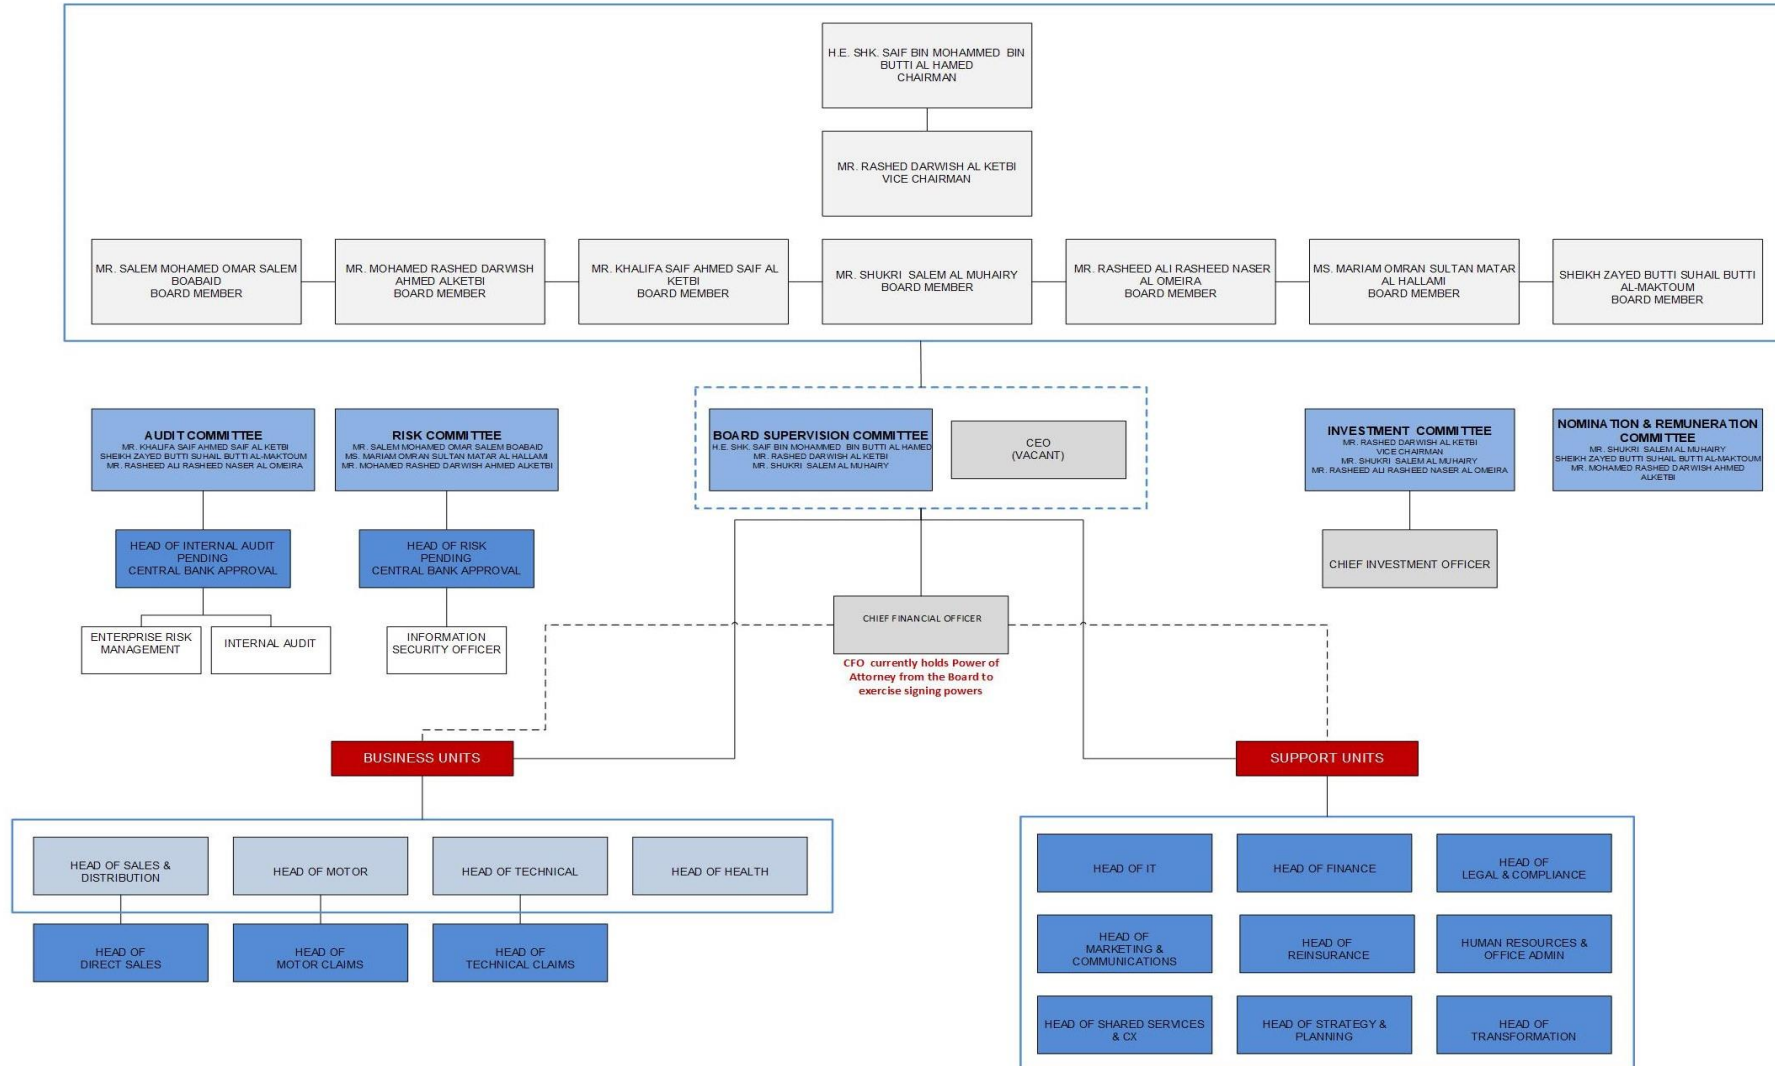 H.E. SHK. SAIF BIN MOHAMMED BIN
BUTTI AL HAMED
CHAIRMAN
MR. RASHED DARWISH AL KETBI
VICE CHAIRMAN
MR. SALEM MOHAMED OMAR SALEM
BOABAID
BOARD MEMBER
MR. MOHAMED RASHED DARWISH
AHMED ALKETBI
BOARD MEMBER
MR. KHALIFA SAIF AHMED SAIF AL
KETBI
BOARD MEMBER
MR. SHUKRI SALEM AL MUHAIRY
BOARD MEMBER
MR. RASHEED ALI RASHEED NASER
AL OMEIRA
BOARD MEMBER
MS. MARIAM OMRAN SULTAN MATAR
AL HALLAMI
BOARD MEMBER
SHEIKH ZAYED BUTTI SUHAIL BUTTI
AL-MAKTOUM
BOARD MEMBER
AUDIT COMMITTEE
MR. KHALIFA SAIF AHMED SAIF AL KETBI
SHEIKH ZAYED BUTTI SUHAIL BUTTI AL-MAKTOUM
MR. RASHEED ALI RASHEED NASER AL OMEIRA
RISK COMMITTEE
MR. SALEM MOHAMED OMAR SALEM BOABAID
MS. MARIAM OMRAN SULTAN MATAR AL HALLAMI
MR. MOHAMED RASHED DARWISH AHMED ALKETBI
BOARD SUPERVISION COMMITTEE
H.E. SHK. SAIF BIN MOHAMMED BIN BUTTI AL HAMED
MR. RASHED DARWISH AL KETBI
MR. SHUKRI SALEM AL MUHAIRY
CEO
(VACANT)
INVESTMENT COMMITTEE
MR. RASHED DARWISH AL KETBI
VICE CHAIRMAN
MR. SHUKRI SALEM AL MUHAIRY
MR. RASHEED ALI RASHEED NASER AL OMEIRA
NOMINATION & REMUNERATION
COMMITTEE
MR. SHUKRI SALEM AL MUHAIRY
SHEIKH ZAYED BUTTI SUHAIL BUTTI AL-MAKTOUM
MR. MOHAMED RASHED DARWISH AHMED
ALKETBI
HEAD OF INTERNAL AUDIT
PENDING
CENTRAL BANK APPROVAL
HEAD OF RISK
PENDING
CENTRAL BANK APPROVAL
CHIEF INVESTMENT OFFICER
ENTERPRISE RISK
MANAGEMENT
INTERNAL AUDIT
INFORMATION
SECURITY OFFICER
CHIEF FINANCIAL OFFICER
CFO currently holds Power of
Attorney from the Board to
exercise signing powers
BUSINESS UNITS
SUPPORT UNITS
HEAD OF SALES &
DISTRIBUTION
HEAD OF MOTOR
HEAD OF TECHNICAL
HEAD OF HEALTH
HEAD OF
DIRECT SALES
HEAD OF
MOTOR CLAIMS
HEAD OF
TECHNICAL CLAIMS
HEAD OF IT
HEAD OF FINANCE
HEAD OF
LEGAL & COMPLIANCE
HEAD OF
MARKETING &
COMMUNICATIONS
HEAD OF
REINSURANCE
HUMAN RESOURCES &
OFFICE ADMIN
HEAD OF SHARED SERVICES
& CX
HEAD OF STRATEGY &
PLANNING
HEAD OF
TRANSFORMATION